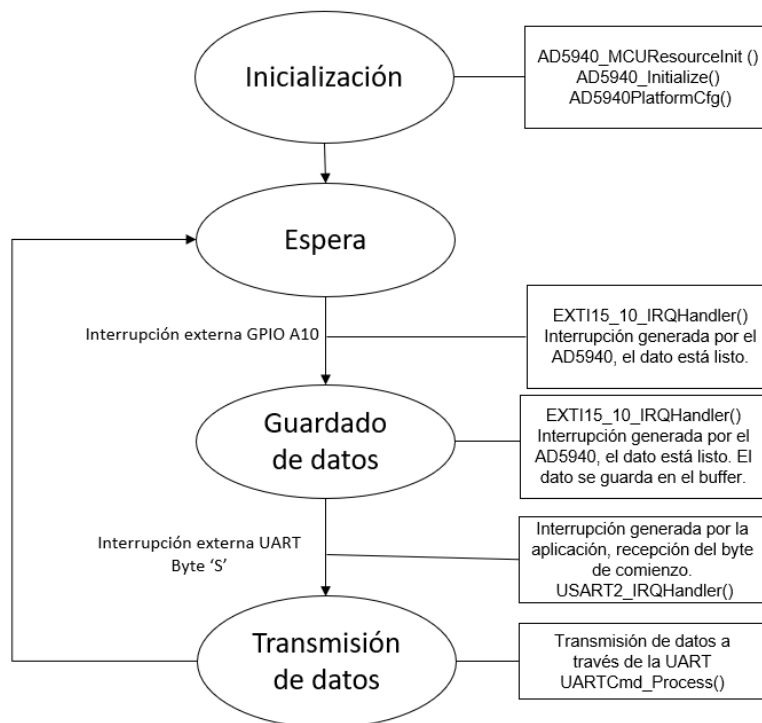 Inicialización
AD5940_MCUResourceInit ()
AD5940_Initialize()
AD5940PlatformCfg()
Espera
Interrupción externa GPIO A10
EXTI15_10_IRQHandler()
Interrupción generada por el
AD5940, el dato está listo.
Guardado
de datos
EXTI15_10_IRQHandler()
Interrupción generada por el
AD5940, el dato está listo. El
dato se guarda en el buffer.
Interrupción externa UART
Byte ‘S’
Interrupción generada por la
aplicación, recepción del byte
de comienzo.
USART2_IRQHandler()
Transmisión
de datos
Transmisión de datos a
través de la UART
UARTCmd_Process()